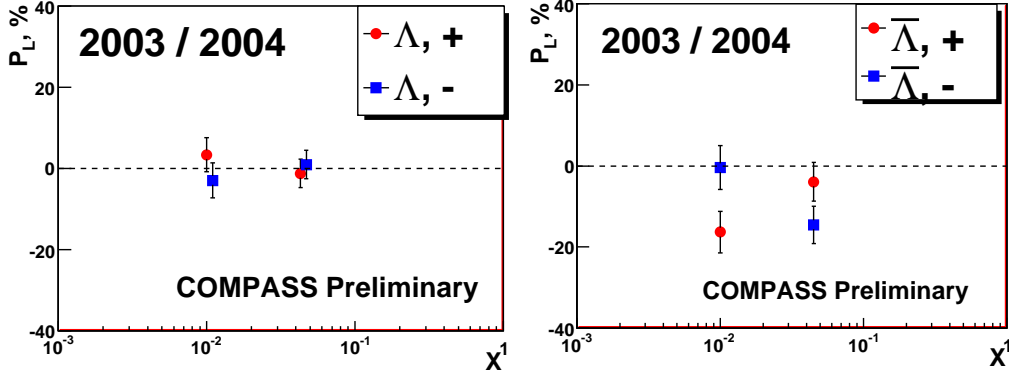 P_L, %
40
20
0
-20
-40
2003 / 2004
Λ, +
Λ, -
COMPASS Preliminary
10^-3
10^-2
10^-1
1
X
P_L, %
40
20
0
-20
-40
2003 / 2004
Λ̅, +
Λ̅, -
COMPASS Preliminary
10^-3
10^-2
10^-1
1
X